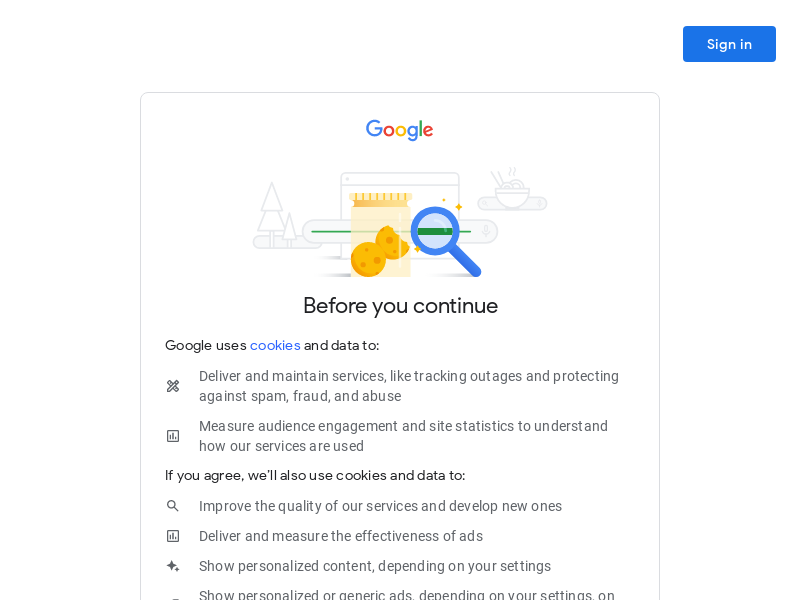 Sign in
Google
Before you continue
Google uses cookies and data to:
Deliver and maintain services, like tracking outages and protecting
against spam, fraud, and abuse
Measure audience engagement and site statistics to understand
how our services are used
If you agree, we'll also use cookies and data to:
Improve the quality of our services and develop new ones
Deliver and measure the effectiveness of ads
Show personalized content, depending on your settings
Show personalized or generic ads, depending on your settings, on